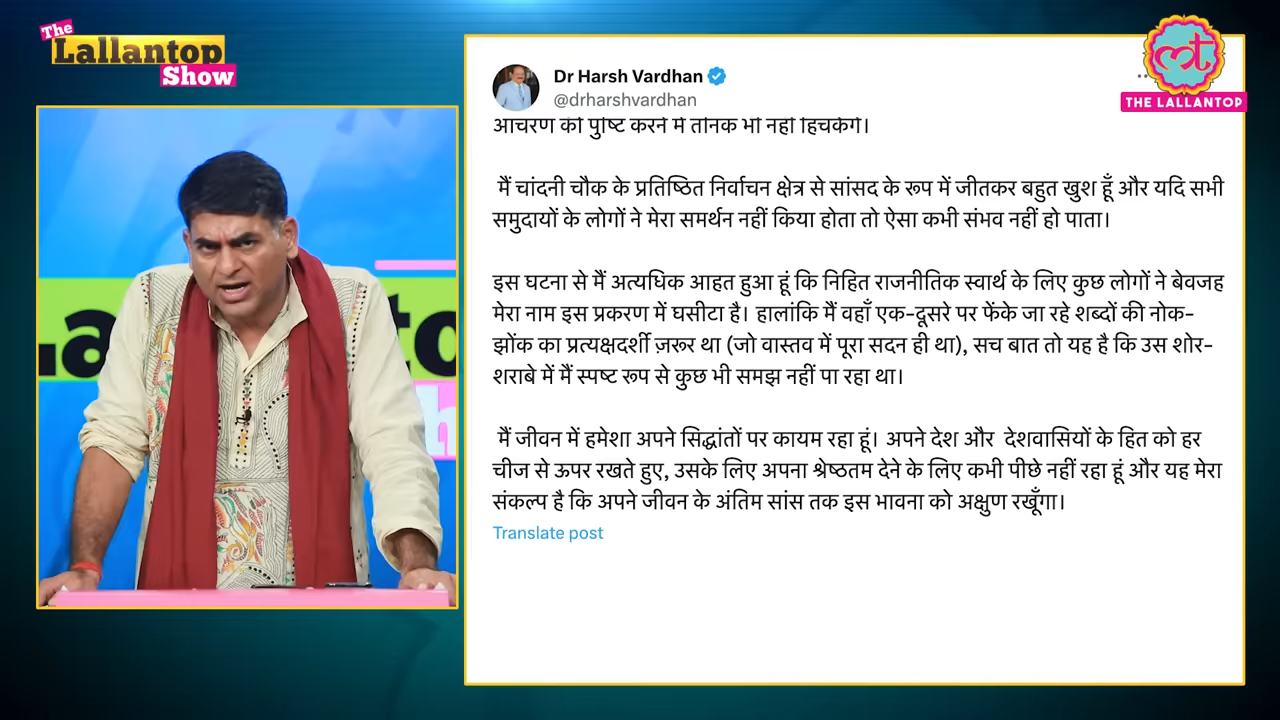 The
Lallantop
Show
THE LALLANTOP
Dr Harsh Vardhan
@drharshvardhan
आचरण की पुष्टि करने में तनिक भी नहीं हिचकेंगे।
मैं चांदनी चौक के प्रतिष्ठित निर्वाचन क्षेत्र से सांसद के रूप में जीतकर बहुत खुश हूँ और यदि सभी
समुदायों के लोगों ने मेरा समर्थन नहीं किया होता तो ऐसा कभी संभव नहीं हो पाता।
इस घटना से मैं अत्यधिक आहत हुआ हूं कि निहित राजनीतिक स्वार्थ के लिए कुछ लोगों ने बेवजह
मेरा नाम इस प्रकरण में घसीटा है। हालांकि मैं वहाँ एक-दूसरे पर फेंके जा रहे शब्दों की नोक-
झोंक का प्रत्यक्षदर्शी ज़रूर था (जो वास्तव में पूरा सदन ही था), सच बात तो यह है कि उस शोर-
शराबे में मैं स्पष्ट रूप से कुछ भी समझ नहीं पा रहा था।
मैं जीवन में हमेशा अपने सिद्धांतों पर कायम रहा हूं। अपने देश और देशवासियों के हित को हर
चीज से ऊपर रखते हुए, उसके लिए अपना श्रेष्ठतम देने के लिए कभी पीछे नहीं रहा हूं और यह मेरा
संकल्प है कि अपने जीवन के अंतिम सांस तक इस भावना को अक्षुण रखूँगा।
Translate post